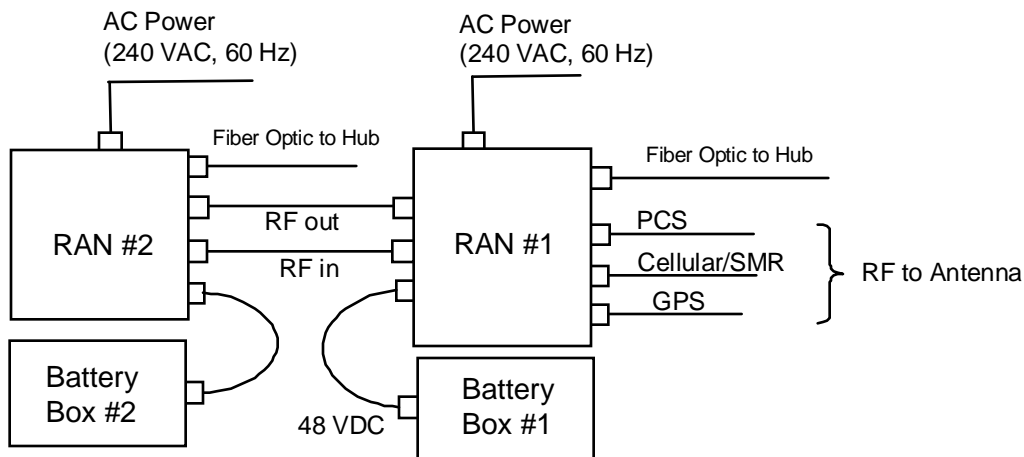 AC Power
(240 VAC, 60 Hz)
AC Power
(240 VAC, 60 Hz)
Fiber Optic to Hub
Fiber Optic to Hub
RAN #2
RF out
RF in
RAN #1
PCS
Cellular/SMR
GPS
RF to Antenna
Battery
Box #2
48 VDC
Battery
Box #1